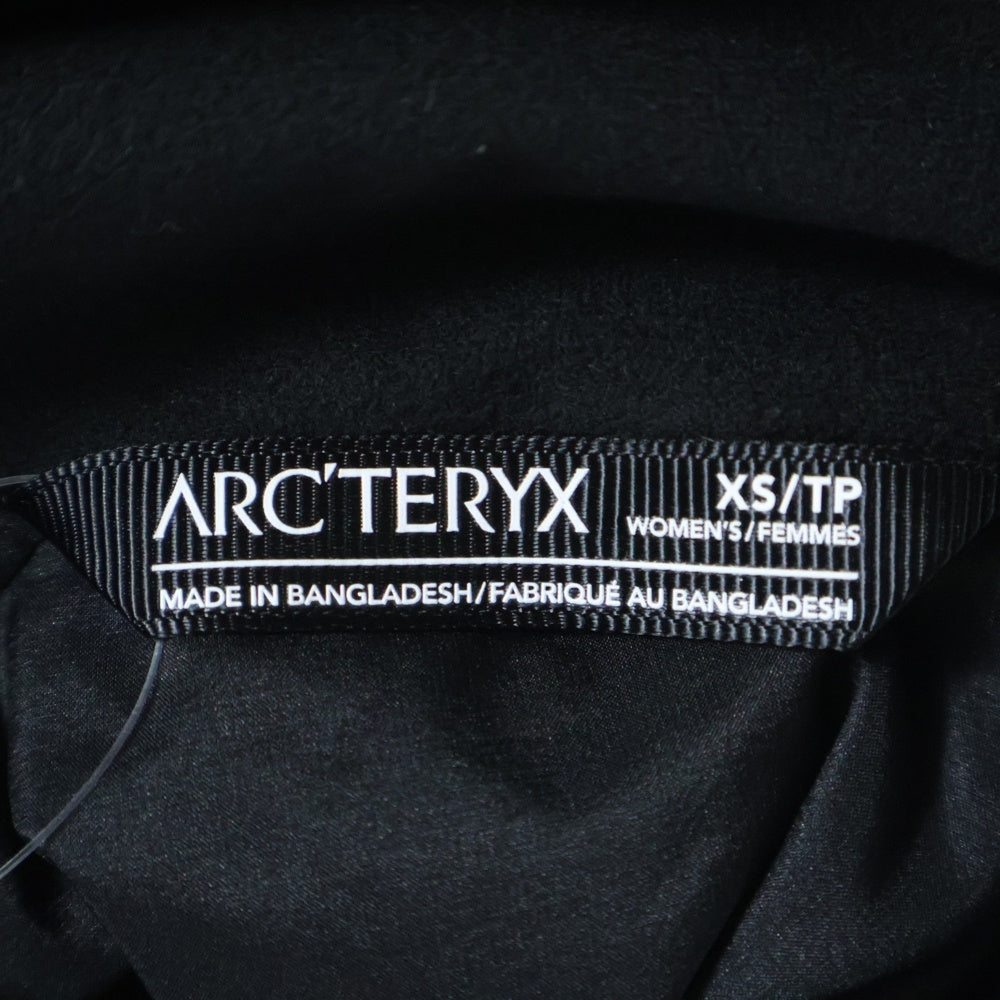 ARC'TERYX
XS/TP
WOMEN'S/FEMMES
MADE IN BANGLADESH/FABRIQUÉ AU BANGLADESH